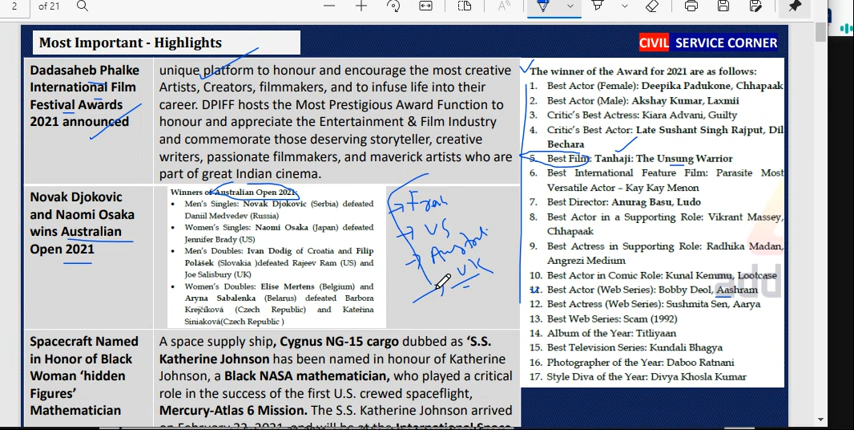 2 of 21
Most Important - Highlights
CIVIL SERVICE CORNER
Dadasaheb Phalke
International Film
Festival Awards
2021 announced
unique platform to honour and encourage the most creative
Artists, Creators, filmmakers, and to infuse life into their
career. DPIFF hosts the Most Prestigious Award Function to
honour and appreciate the Entertainment & Film Industry
and commemorate those deserving storyteller, creative
writers, passionate filmmakers, and maverick artists who are
part of great Indian cinema.
Novak Djokovic
and Naomi Osaka
wins Australian
Open 2021
Winners of Australian Open 2021:
• Men's Singles: Novak Djokovic (Serbia) defeated
Daniil Medvedev (Russia)
• Women's Singles: Naomi Osaka (Japan) defeated
Jennifer Brady (US)
• Men's Doubles: Ivan Dodig of Croatia and Filip
Polášek (Slovakia )defeated Rajeev Ram (US) and
Joe Salisbury (UK)
• Women's Doubles: Elise Mertens (Belgium) and
Aryna Sabalenka (Belarus) defeated Barbora
Krejčíková (Czech Republic) and Kateřina
Siniaková(Czech Republic )
US
UK
Spacecraft Named
in Honor of Black
Woman 'hidden
Figures'
Mathematician
A space supply ship, Cygnus NG-15 cargo dubbed as 'S.S.
Katherine Johnson has been named in honour of Katherine
Johnson, a Black NASA mathematician, who played a critical
role in the success of the first U.S. crewed spaceflight,
Mercury-Atlas 6 Mission. The S.S. Katherine Johnson arrived
on February 22, 2021, and will be at the International Space
The winner of the Award for 2021 are as follows:
1. Best Actor (Female): Deepika Padukone, Chhapaak
2. Best Actor (Male): Akshay Kumar, Laxmii
3. Critic's Best Actress: Kiara Advani, Guilty
4. Critic's Best Actor: Late Sushant Singh Rajput, Dil
Bechara
5. Best Film: Tanhaji: The Unsung Warrior
6. Best International Feature Film: Parasite Most
Versatile Actor – Kay Kay Menon
7. Best Director: Anurag Basu, Ludo
8. Best Actor in a Supporting Role: Vikrant Massey,
Chhapaak
9. Best Actress in Supporting Role: Radhika Madan,
Angrezi Medium
10. Best Actor in Comic Role: Kunal Kemmu, Lootcase
11. Best Actor (Web Series): Bobby Deol, Aashram
12. Best Actress (Web Series): Sushmita Sen, Aarya
13. Best Web Series: Scam (1992)
14. Album of the Year: Titliyaan
15. Best Television Series: Kundali Bhagya
16. Photographer of the Year: Daboo Ratnani
17. Style Diva of the Year: Divya Khosla Kumar